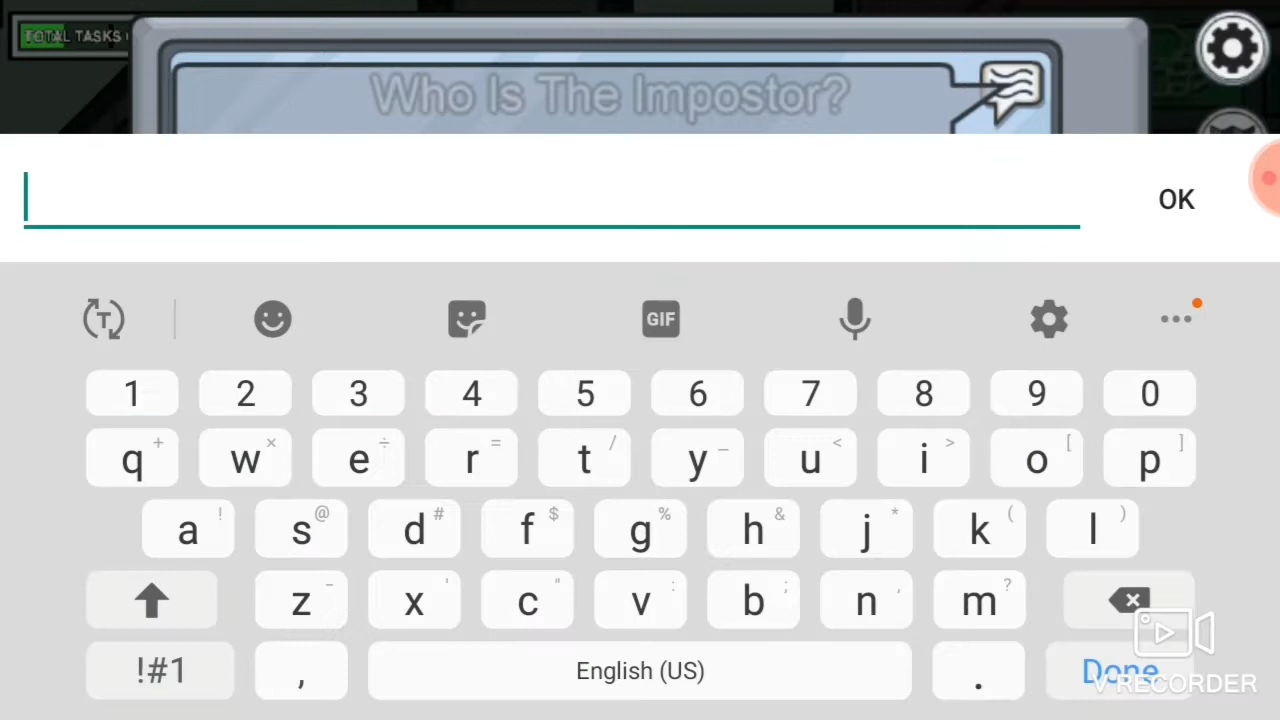 TOTAL TASKS
Who Is The Impostor?
OK
T
GIF
1 2 3 4 5 6 7 8 9 0
q + w × e ÷ r = t / y _ u < i > o [ p ]
a ! s @ d # f $ g % h & j * k ( l )
z - x ' c " v : b ; n , m ?
!#1 , English (US) . Done
V RECORDER